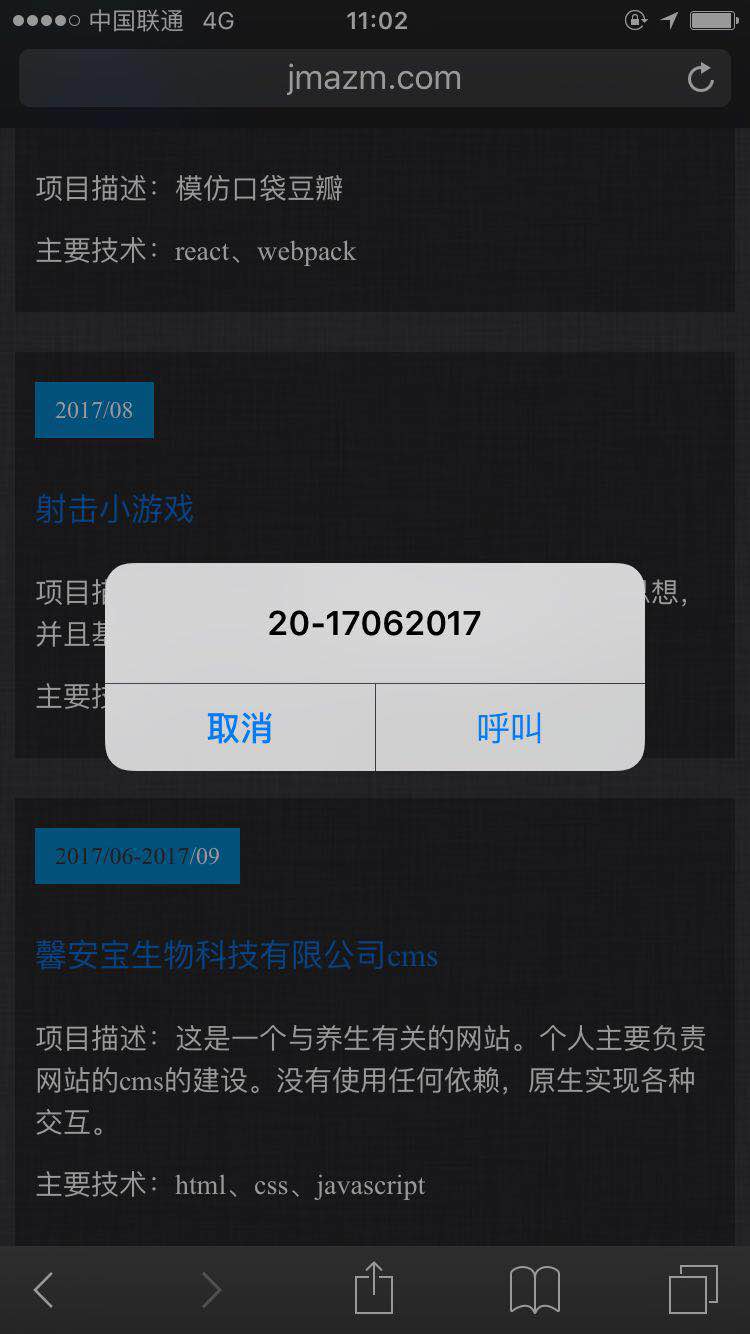 中国联通 4G 11:02
jmazm.com
项目描述：模仿口袋豆瓣
主要技术：react、webpack
2017/08
射击小游戏
项目 想，
并且
20-17062017
主要
取消 呼叫
2017/06-2017/09
馨安宝生物科技有限公司cms
项目描述：这是一个与养生有关的网站。个人主要负责
网站的cms的建设。没有使用任何依赖，原生实现各种
交互。
主要技术：html、css、javascript